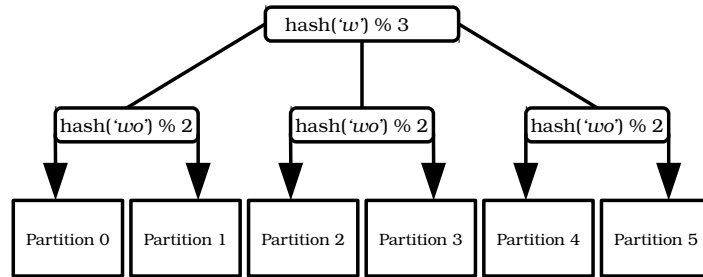 hash(‘w’) % 3
hash(‘wo’) % 2
hash(‘wo’) % 2
hash(‘wo’) % 2
Partition 0
Partition 1
Partition 2
Partition 3
Partition 4
Partition 5